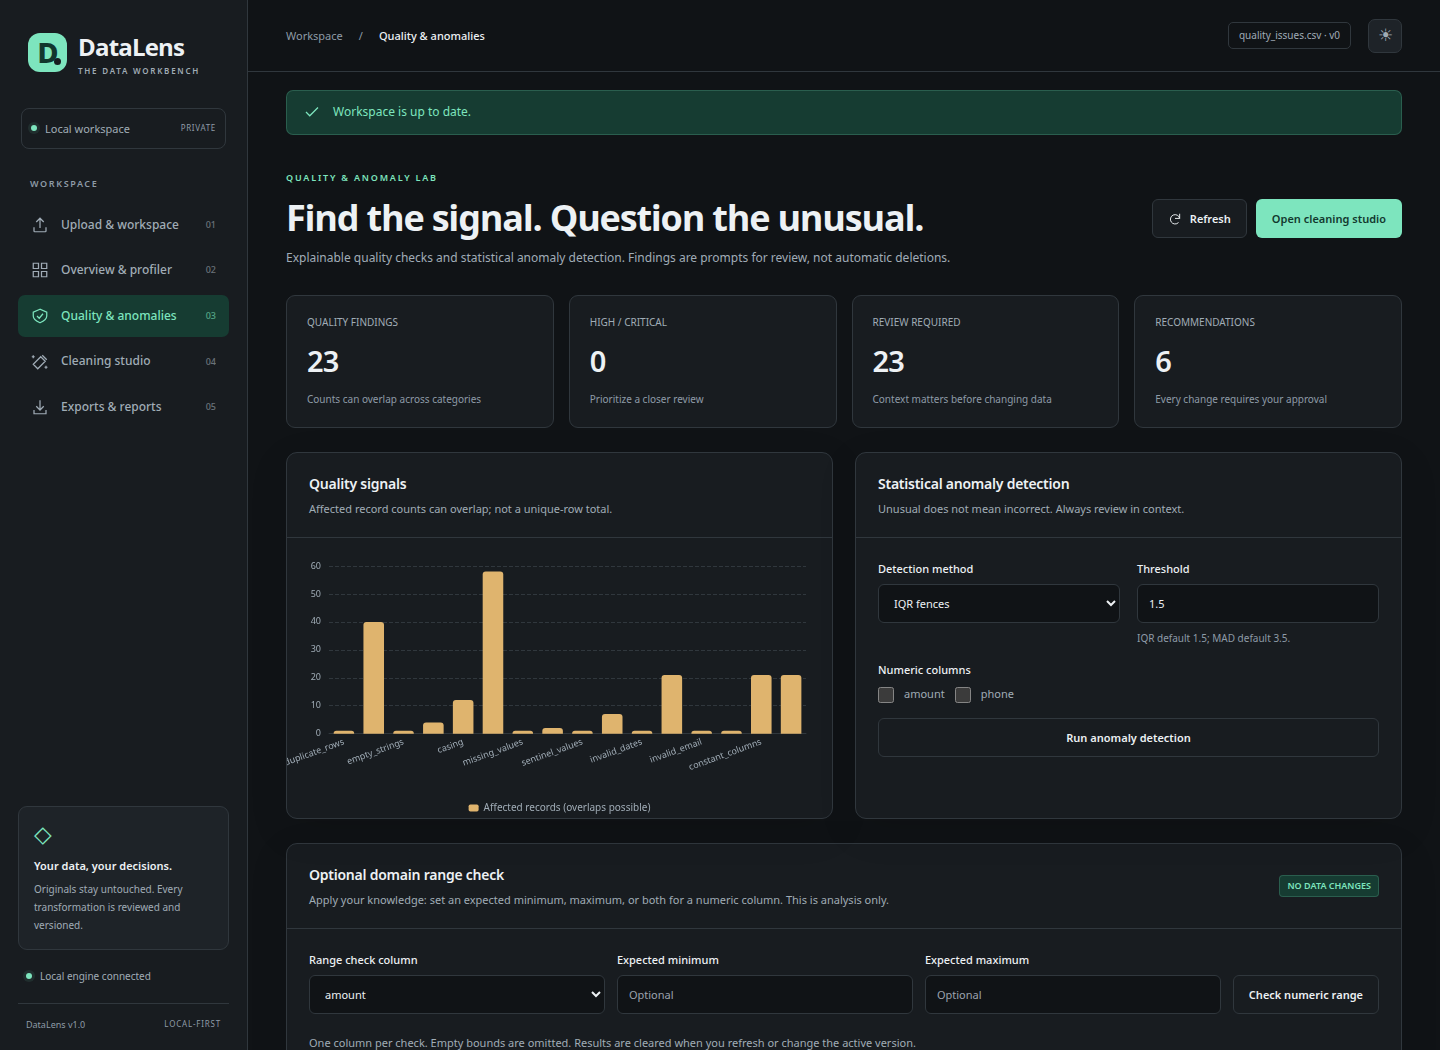 D.
DataLens
THE DATA WORKBENCH
Local workspace
PRIVATE
WORKSPACE
Upload & workspace 01
Overview & profiler 02
Quality & anomalies 03
Cleaning studio 04
Exports & reports 05
Your data, your decisions.
Originals stay untouched. Every
transformation is reviewed and
versioned.
Local engine connected
DataLens v1.0
LOCAL-FIRST
Workspace / Quality & anomalies
quality_issues.csv · v0
Workspace is up to date.
QUALITY & ANOMALY LAB
Find the signal. Question the unusual.
Explainable quality checks and statistical anomaly detection. Findings are prompts for review, not automatic deletions.
Refresh
Open cleaning studio
QUALITY FINDINGS
23
Counts can overlap across categories
HIGH / CRITICAL
0
Prioritize a closer review
REVIEW REQUIRED
23
Context matters before changing data
RECOMMENDATIONS
6
Every change requires your approval
Quality signals
Affected record counts can overlap; not a unique-row total.
60
50
40
30
20
10
0
duplicate_rows
empty_strings
casing
missing_values
sentinel_values
invalid_dates
invalid_email
constant_columns
Affected records (overlaps possible)
Statistical anomaly detection
Unusual does not mean incorrect. Always review in context.
Detection method
IQR fences
Threshold
1.5
IQR default 1.5; MAD default 3.5.
Numeric columns
amount
phone
Run anomaly detection
Optional domain range check
Apply your knowledge: set an expected minimum, maximum, or both for a numeric column. This is analysis only.
NO DATA CHANGES
Range check column
amount
Expected minimum
Optional
Expected maximum
Optional
Check numeric range
One column per check. Empty bounds are omitted. Results are cleared when you refresh or change the active version.